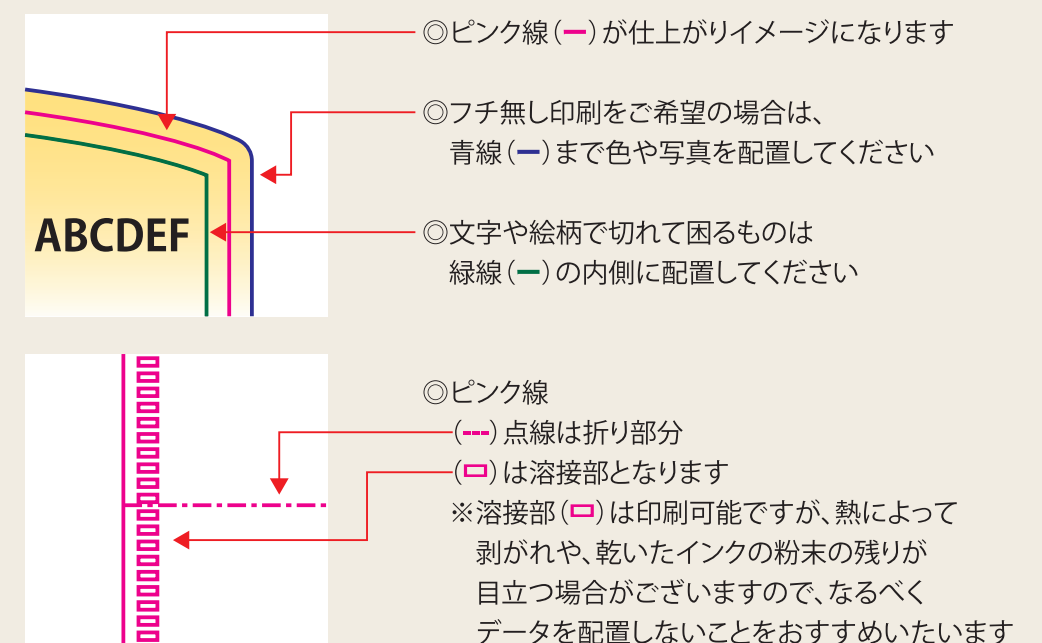 ◎ピンク線(━)が仕上がりイメージになります
◎フチ無し印刷をご希望の場合は、
青線(━)まで色や写真を配置してください
ABCDEF
◎文字や絵柄で切れて困るものは
緑線(━)の内側に配置してください
◎ピンク線
(---)点線は折り部分
(▭)は溶接部となります
※溶接部(▭)は印刷可能ですが、熱によって
剥がれや、乾いたインクの粉末の残りが
目立つ場合がございますので、なるべく
データを配置しないことをおすすめいたいます